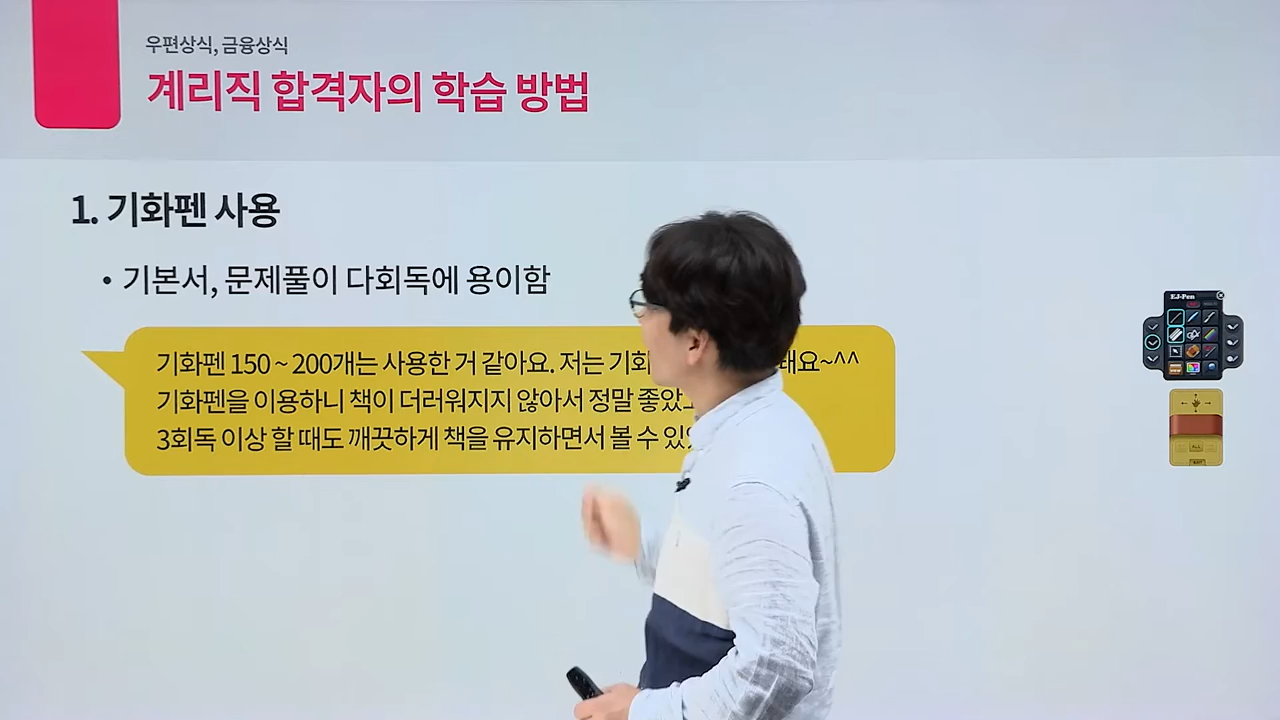 우편상식, 금융상식
계리직 합격자의 학습 방법
1. 기화펜 사용
• 기본서, 문제풀이 다회독에 용이함
기화펜 150 ~ 200개는 사용한 거 같아요. 저는 ~^^
기화펜을 이용하니 책이 더러워지지 않아서 정말
3회독 이상 할 때도 깨끗하게 책을 유지하면서 볼 수
EJ-Pen